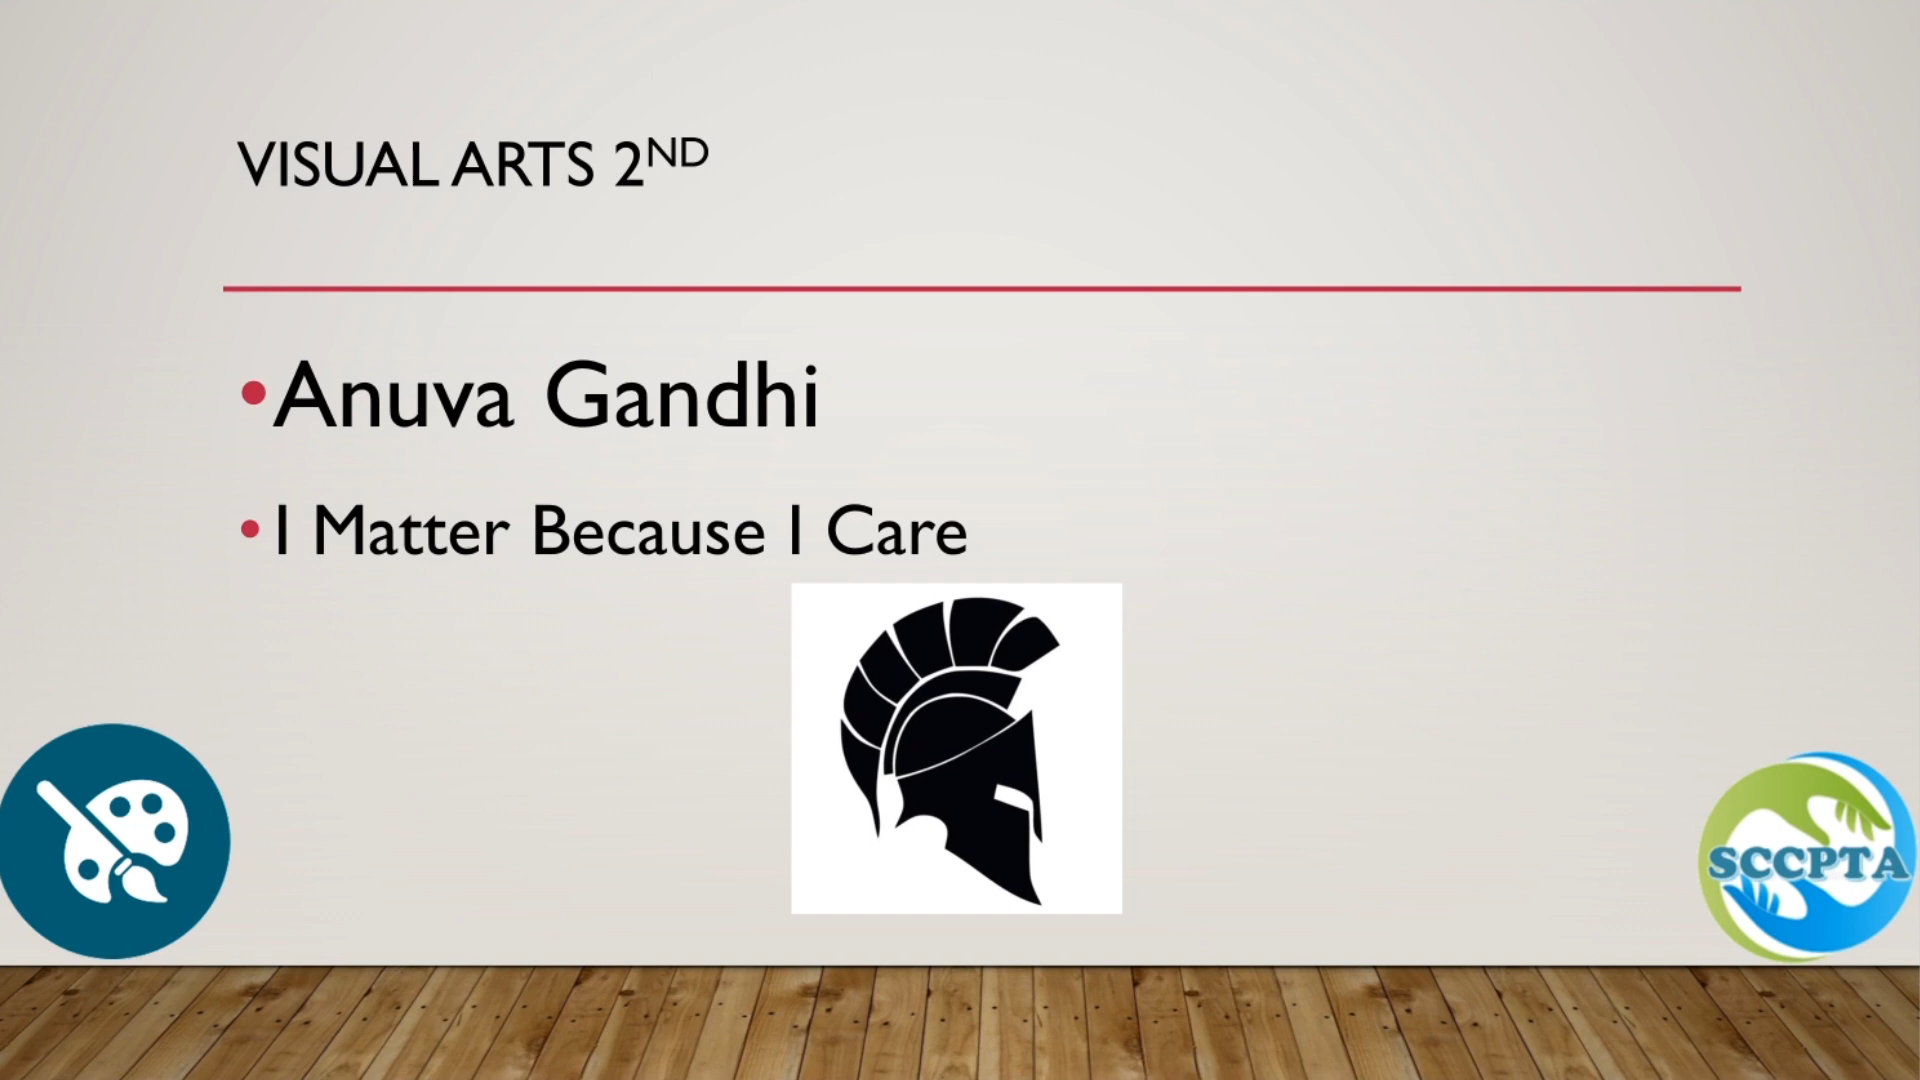 VISUAL ARTS 2ND
•Anuva Gandhi
•I Matter Because I Care
SCCPTA